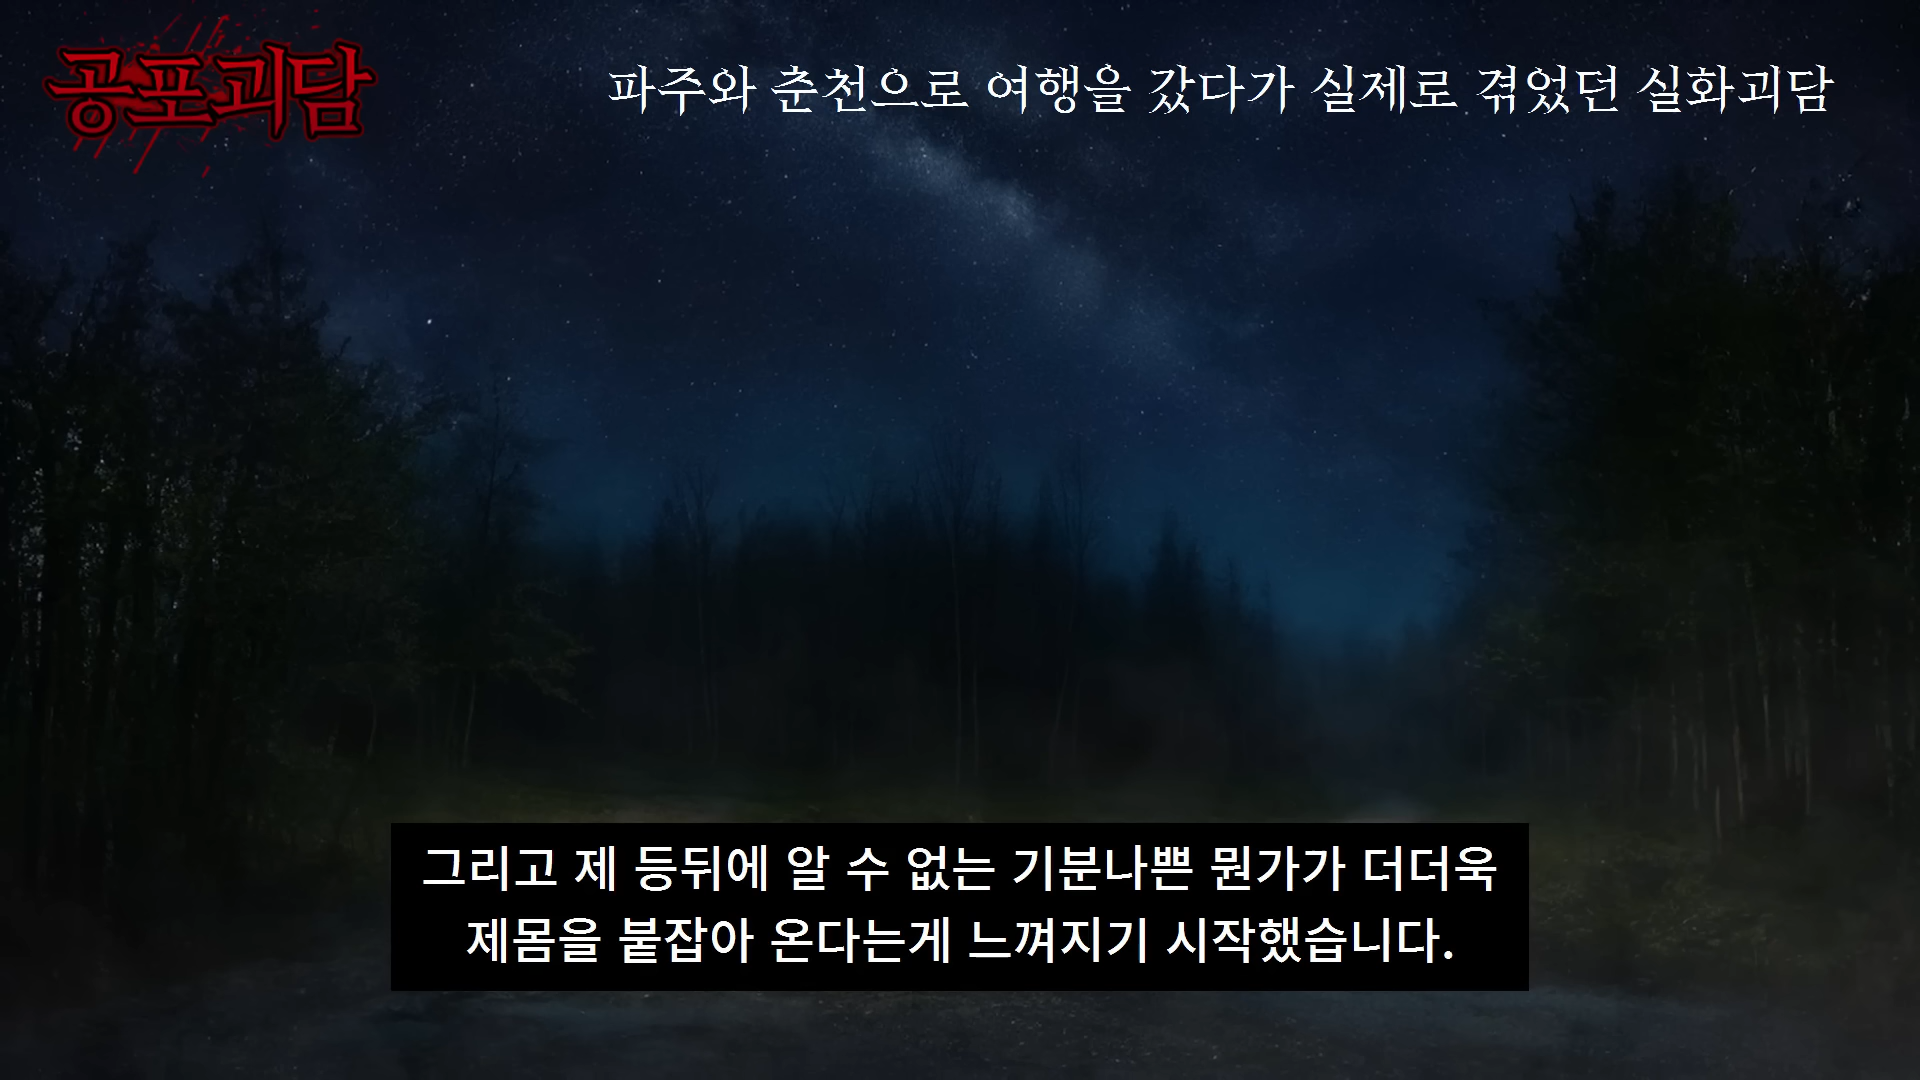 공포괴담
파주와 춘천으로 여행을 갔다가 실제로 겪었던 실화괴담
그리고 제 등뒤에 알 수 없는 기분나쁜 뭔가가 더더욱
제몸을 붙잡아 온다는게 느껴지기 시작했습니다.